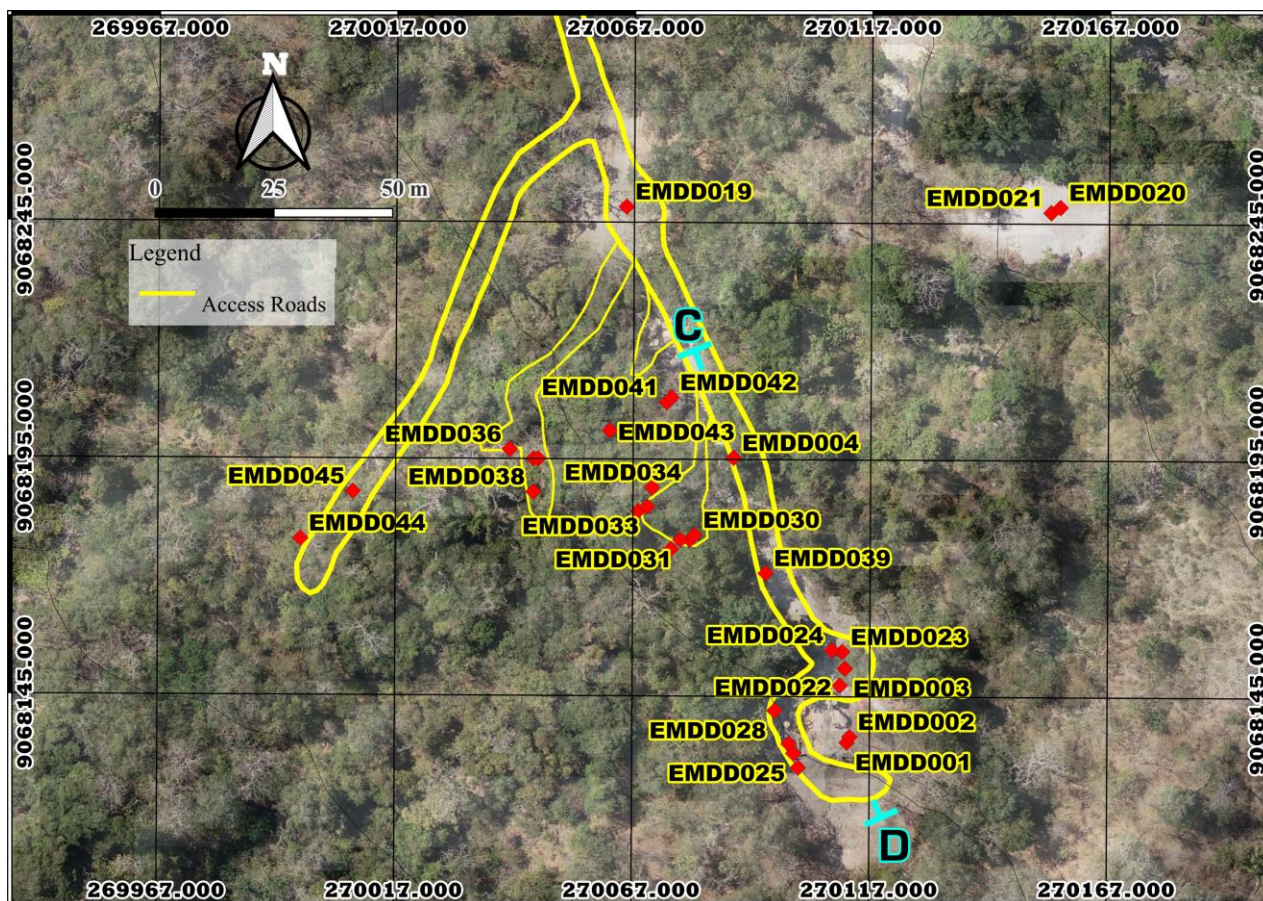 269967.000 270017.000 270067.000 270117.000 270167.000
N
0 25 50 m
9068245.000
9068245.000
EMDD019
EMDD021
EMDD020
Legend
Access Roads
C
EMDD041
EMDD042
EMDD036
EMDD043
EMDD004
9068195.000
9068195.000
EMDD045
EMDD038
EMDD034
EMDD044
EMDD033
EMDD030
EMDD031
EMDD039
EMDD024
EMDD023
9068145.000
9068145.000
EMDD022
EMDD003
EMDD028
EMDD002
EMDD025
EMDD001
D
269967.000 270017.000 270067.000 270117.000 270167.000